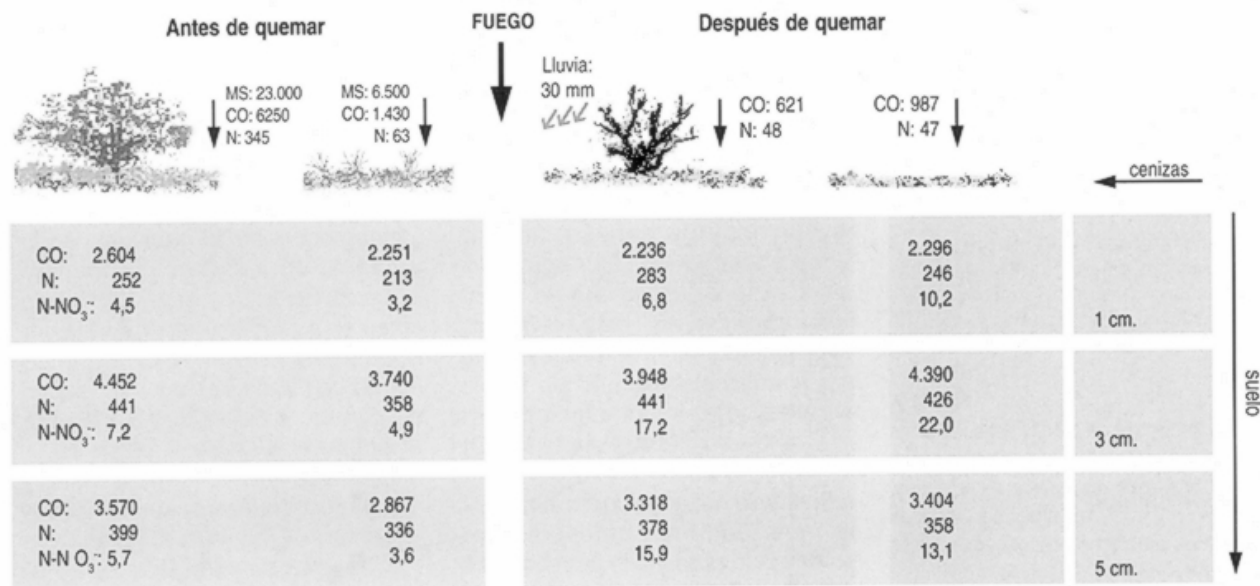 Antes de quemar
FUEGO
Después de quemar
MS: 23.000
CO: 6250
N: 345
MS: 6.500
CO: 1.430
N: 63
Lluvia:
30 mm
CO: 621
N: 48
CO: 987
N: 47
cenizas
CO: 2.604 2.251 2.236 2.296
N: 252 213 283 246
N-NO₃⁻: 4,5 3,2 6,8 10,2
1 cm.
CO: 4.452 3.740 3.948 4.390
N: 441 358 441 426
N-NO₃⁻: 7,2 4,9 17,2 22,0
3 cm.
CO: 3.570 2.867 3.318 3.404
N: 399 336 378 358
N-N O₃⁻: 5,7 3,6 15,9 13,1
5 cm.
suelo